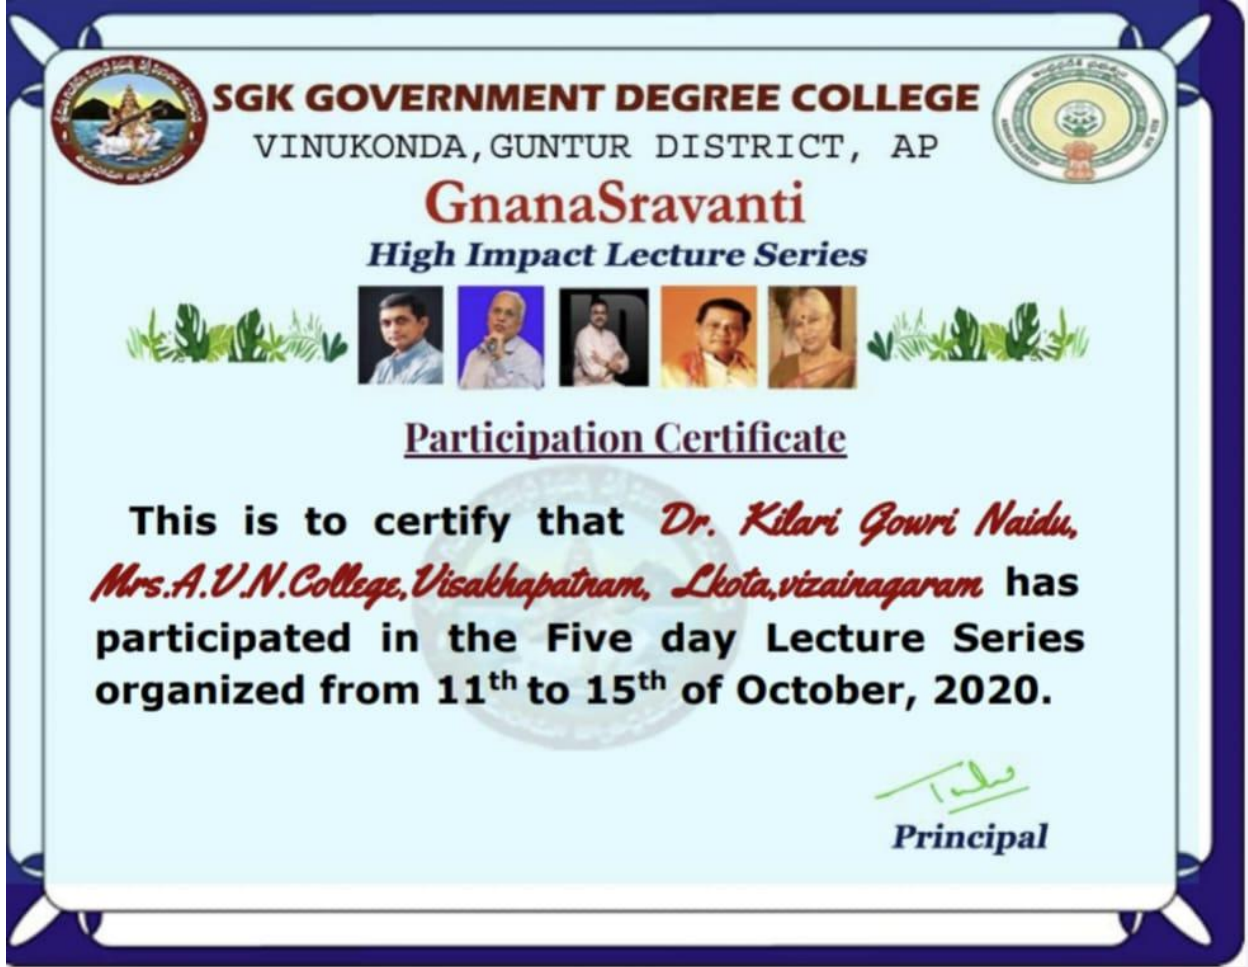 SGK GOVERNMENT DEGREE COLLEGE
VINUKONDA,GUNTUR DISTRICT, AP
GnanaSravanti
High Impact Lecture Series
Participation Certificate
This is to certify that Dr. Kilari Gowri Naidu,
Mrs.A.V.N.College,Visakhapatnam, Lkota,vizainagaram has
participated in the Five day Lecture Series
organized from 11th to 15th of October, 2020.
Principal